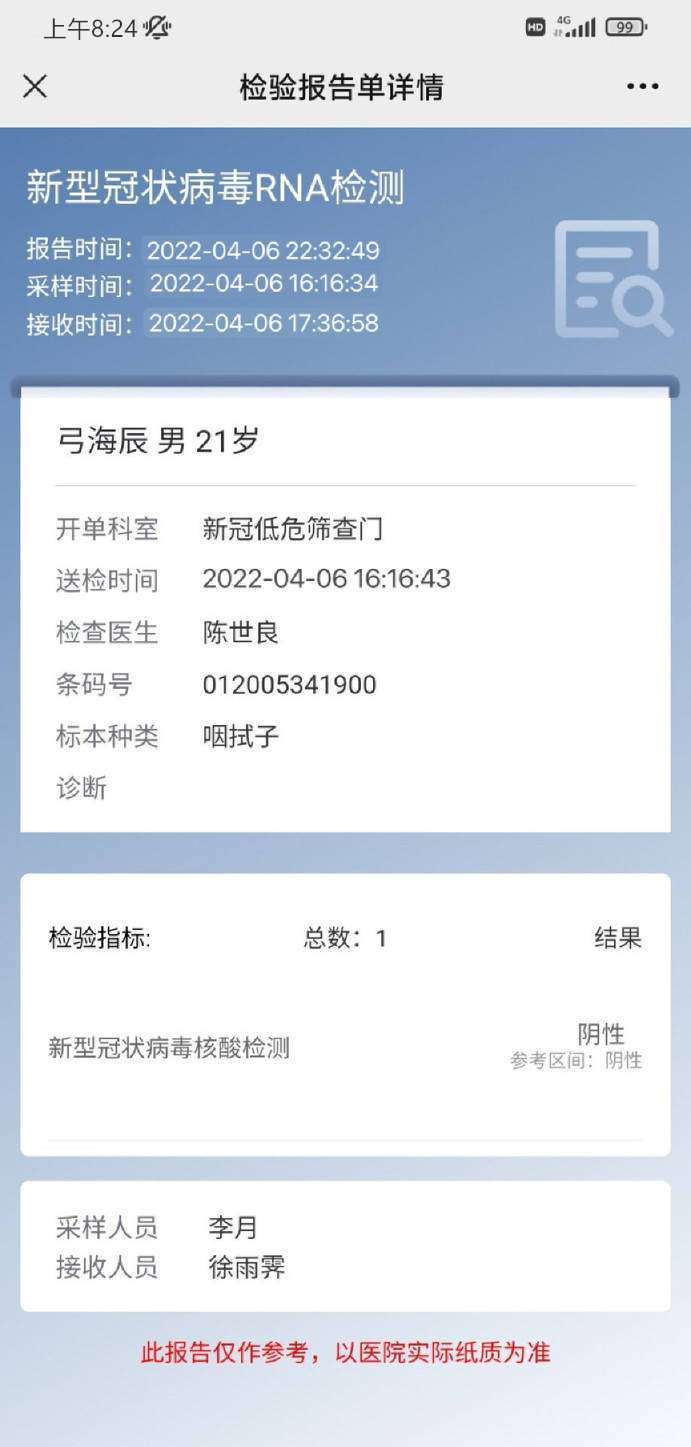 上午8:24
HD 4G 99
检验报告单详情
新型冠状病毒RNA检测
报告时间：2022-04-06 22:32:49
采样时间：2022-04-06 16:16:34
接收时间：2022-04-06 17:36:58
弓海辰 男 21岁
开单科室 新冠低危筛查门
送检时间 2022-04-06 16:16:43
检查医生 陈世良
条码号 012005341900
标本种类 咽拭子
诊断
检验指标: 总数：1 结果
新型冠状病毒核酸检测 阴性
参考区间：阴性
采样人员 李月
接收人员 徐雨霁
此报告仅作参考，以医院实际纸质为准